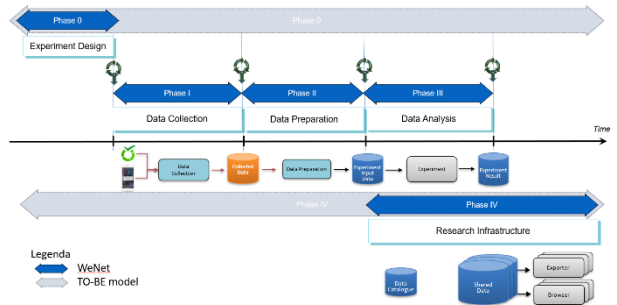 Phase 0
Phase 0
Experiment Design
Phase I
Phase II
Phase III
Data Collection
Data Preparation
Data Analysis
Time
Data
Collection
Collected
Data
Data Preparation
Experiment
Input
Data
Experiment
Experiment
Result
Phase IV
Phase IV
Research Infrastructure
Legenda
WeNet
TO-BE model
Data
Catalogue
Shared
Data
Exporter
Browser